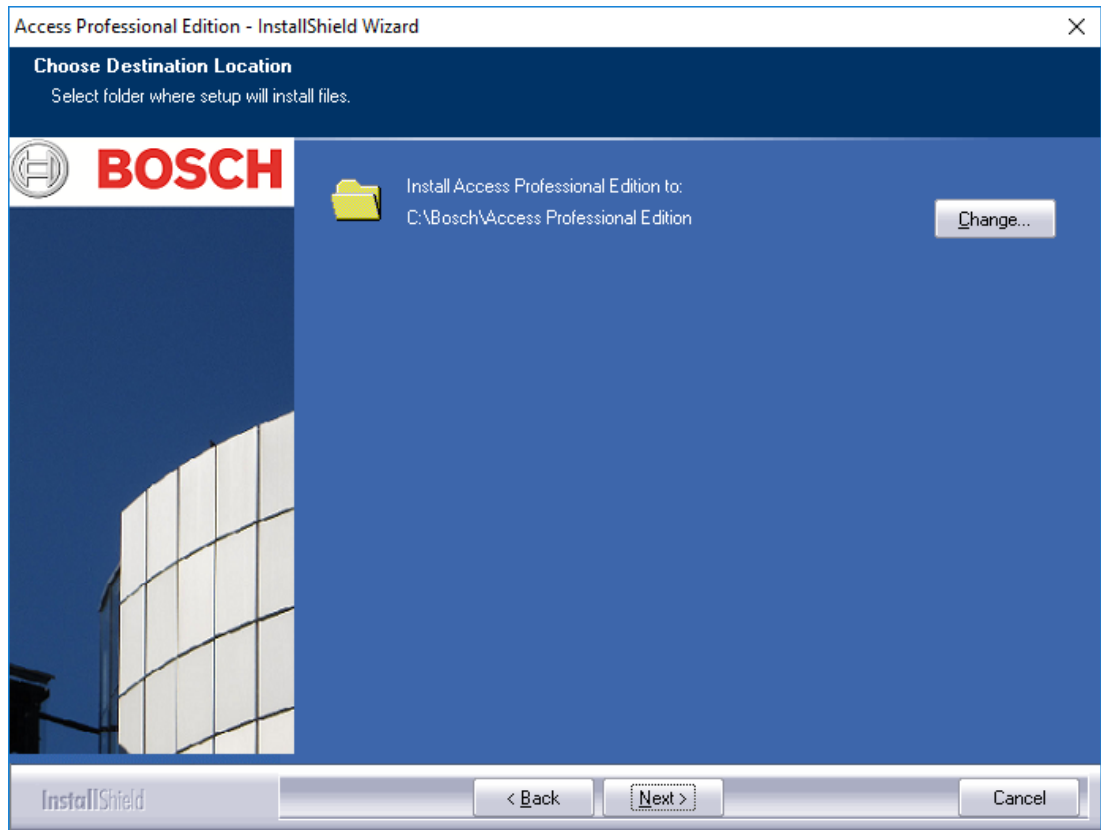 Access Professional Edition - InstallShield Wizard
Choose Destination Location
Select folder where setup will install files.
BOSCH
Install Access Professional Edition to:
C:\Bosch\Access Professional Edition
Change...
InstallShield
< Back
Next >
Cancel